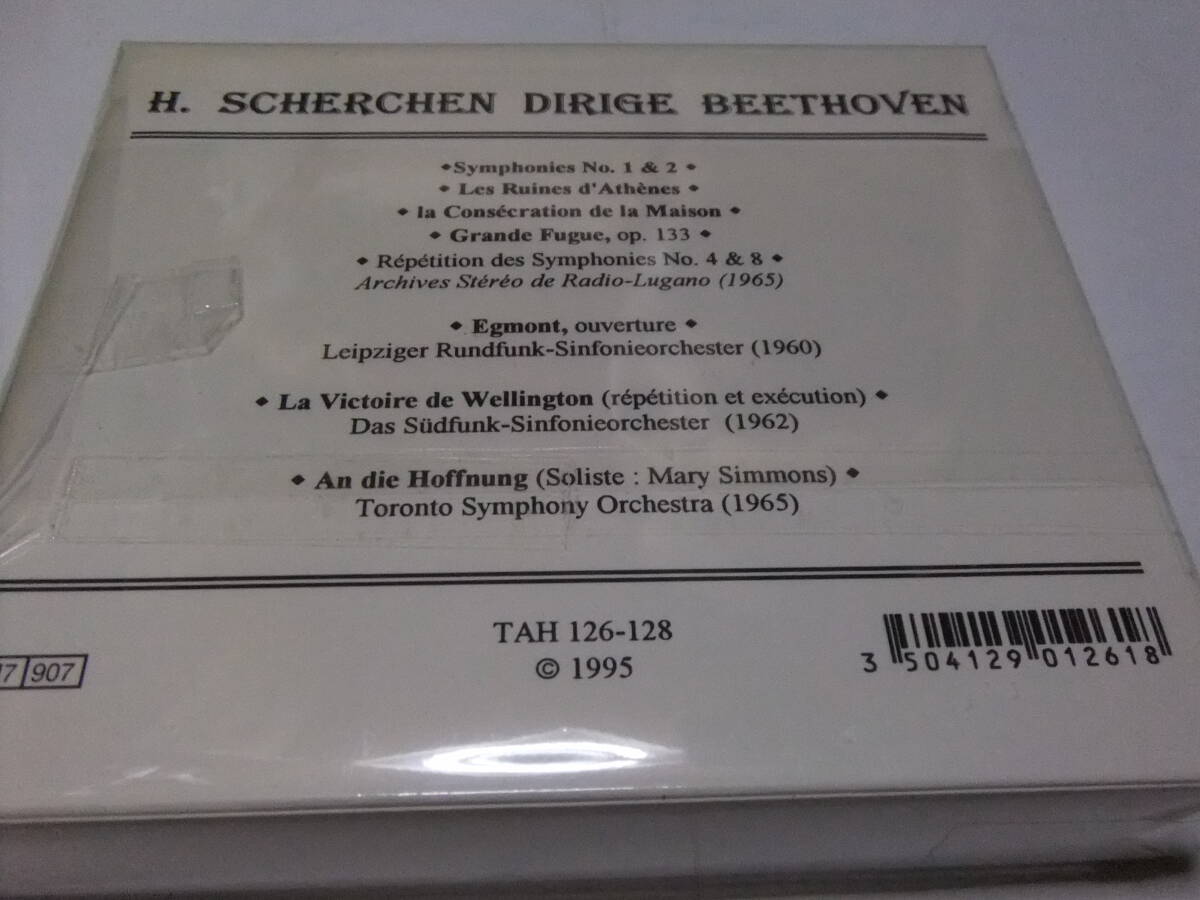 H. SCHERCHEN DIRIGE BEETHOVEN
◆Symphonies No. 1 & 2 ◆
◆ Les Ruines d'Athènes ◆
◆ la Consécration de la Maison ◆
◆ Grande Fugue, op. 133 ◆
◆ Répétition des Symphonies No. 4 & 8 ◆
Archives Stéréo de Radio-Lugano (1965)
◆ Egmont, ouverture ◆
Leipziger Rundfunk-Sinfonieorchester (1960)
◆ La Victoire de Wellington (répétition et exécution) ◆
Das Südfunk-Sinfonieorchester (1962)
◆ An die Hoffnung (Soliste : Mary Simmons) ◆
Toronto Symphony Orchestra (1965)
TAH 126-128
© 1995
907
3 504129 012618